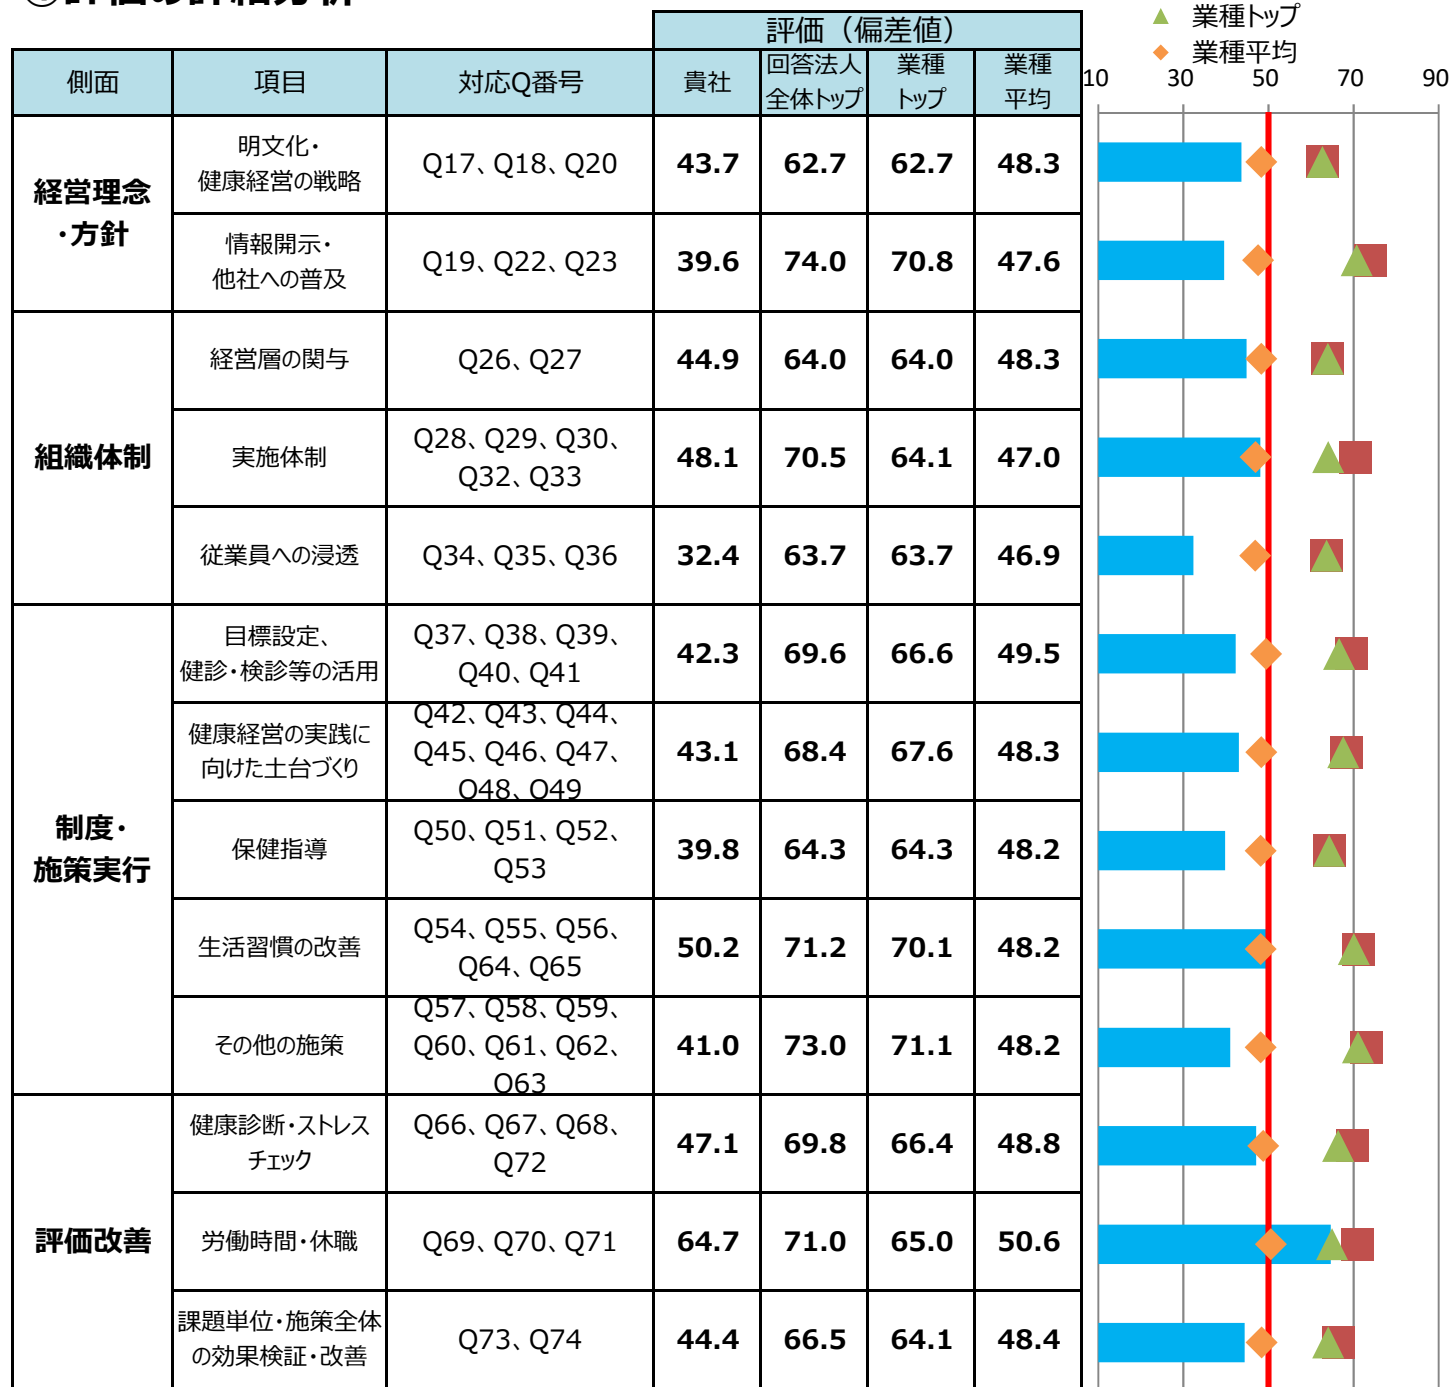 ①評価の詳細分析
▲ 業種トップ
◆ 業種平均
評価（偏差値）
側面 項目 対応Q番号 貴社 回答法人 業種 業種
全体トップ トップ 平均
10 30 50 70 90
経営理念
・方針
明文化・
健康経営の戦略
Q17、Q18、Q20 43.7 62.7 62.7 48.3
情報開示・
他社への普及
Q19、Q22、Q23 39.6 74.0 70.8 47.6
組織体制
経営層の関与 Q26、Q27 44.9 64.0 64.0 48.3
実施体制
Q28、Q29、Q30、
Q32、Q33
48.1 70.5 64.1 47.0
従業員への浸透 Q34、Q35、Q36 32.4 63.7 63.7 46.9
制度・
施策実行
目標設定、
健診・検診等の活用
Q37、Q38、Q39、
Q40、Q41
42.3 69.6 66.6 49.5
健康経営の実践に
向けた土台づくり
Q42、Q43、Q44、
Q45、Q46、Q47、
Q48、Q49
43.1 68.4 67.6 48.3
保健指導
Q50、Q51、Q52、
Q53
39.8 64.3 64.3 48.2
生活習慣の改善
Q54、Q55、Q56、
Q64、Q65
50.2 71.2 70.1 48.2
その他の施策
Q57、Q58、Q59、
Q60、Q61、Q62、
Q63
41.0 73.0 71.1 48.2
評価改善
健康診断・ストレス
チェック
Q66、Q67、Q68、
Q72
47.1 69.8 66.4 48.8
労働時間・休職 Q69、Q70、Q71 64.7 71.0 65.0 50.6
課題単位・施策全体
の効果検証・改善
Q73、Q74 44.4 66.5 64.1 48.4